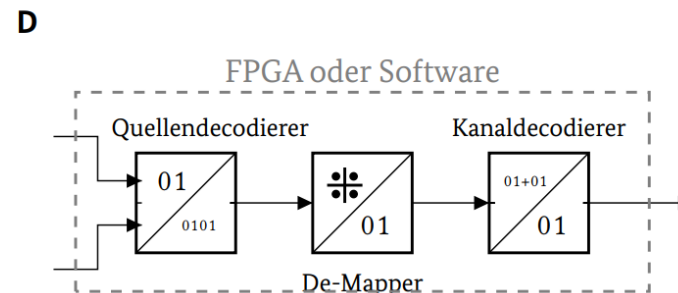 D
FPGA oder Software
Quellendecodierer
Kanaldecodierer
01
0101
01
01+01
01
De-Mapper